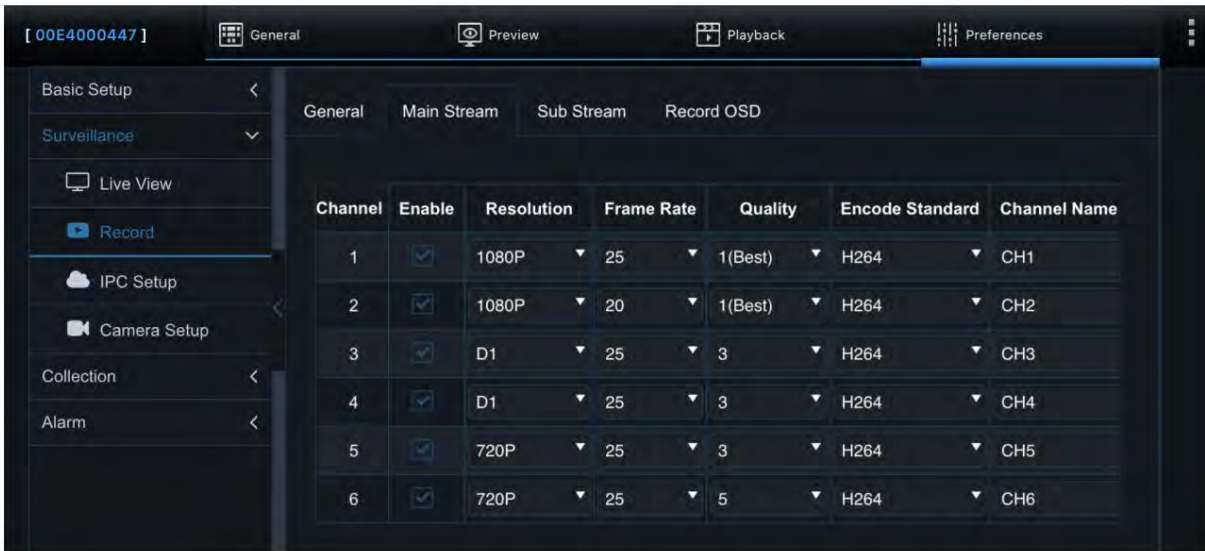 [ 00E4000447 ] General Preview Playback Preferences
Basic Setup
Surveillance
Live View
Record
IPC Setup
Camera Setup
Collection
Alarm
General Main Stream Sub Stream Record OSD
Channel Enable Resolution Frame Rate Quality Encode Standard Channel Name
1 1080P 25 1(Best) H264 CH1
2 1080P 20 1(Best) H264 CH2
3 D1 25 3 H264 CH3
4 D1 25 3 H264 CH4
5 720P 25 3 H264 CH5
6 720P 25 5 H264 CH6